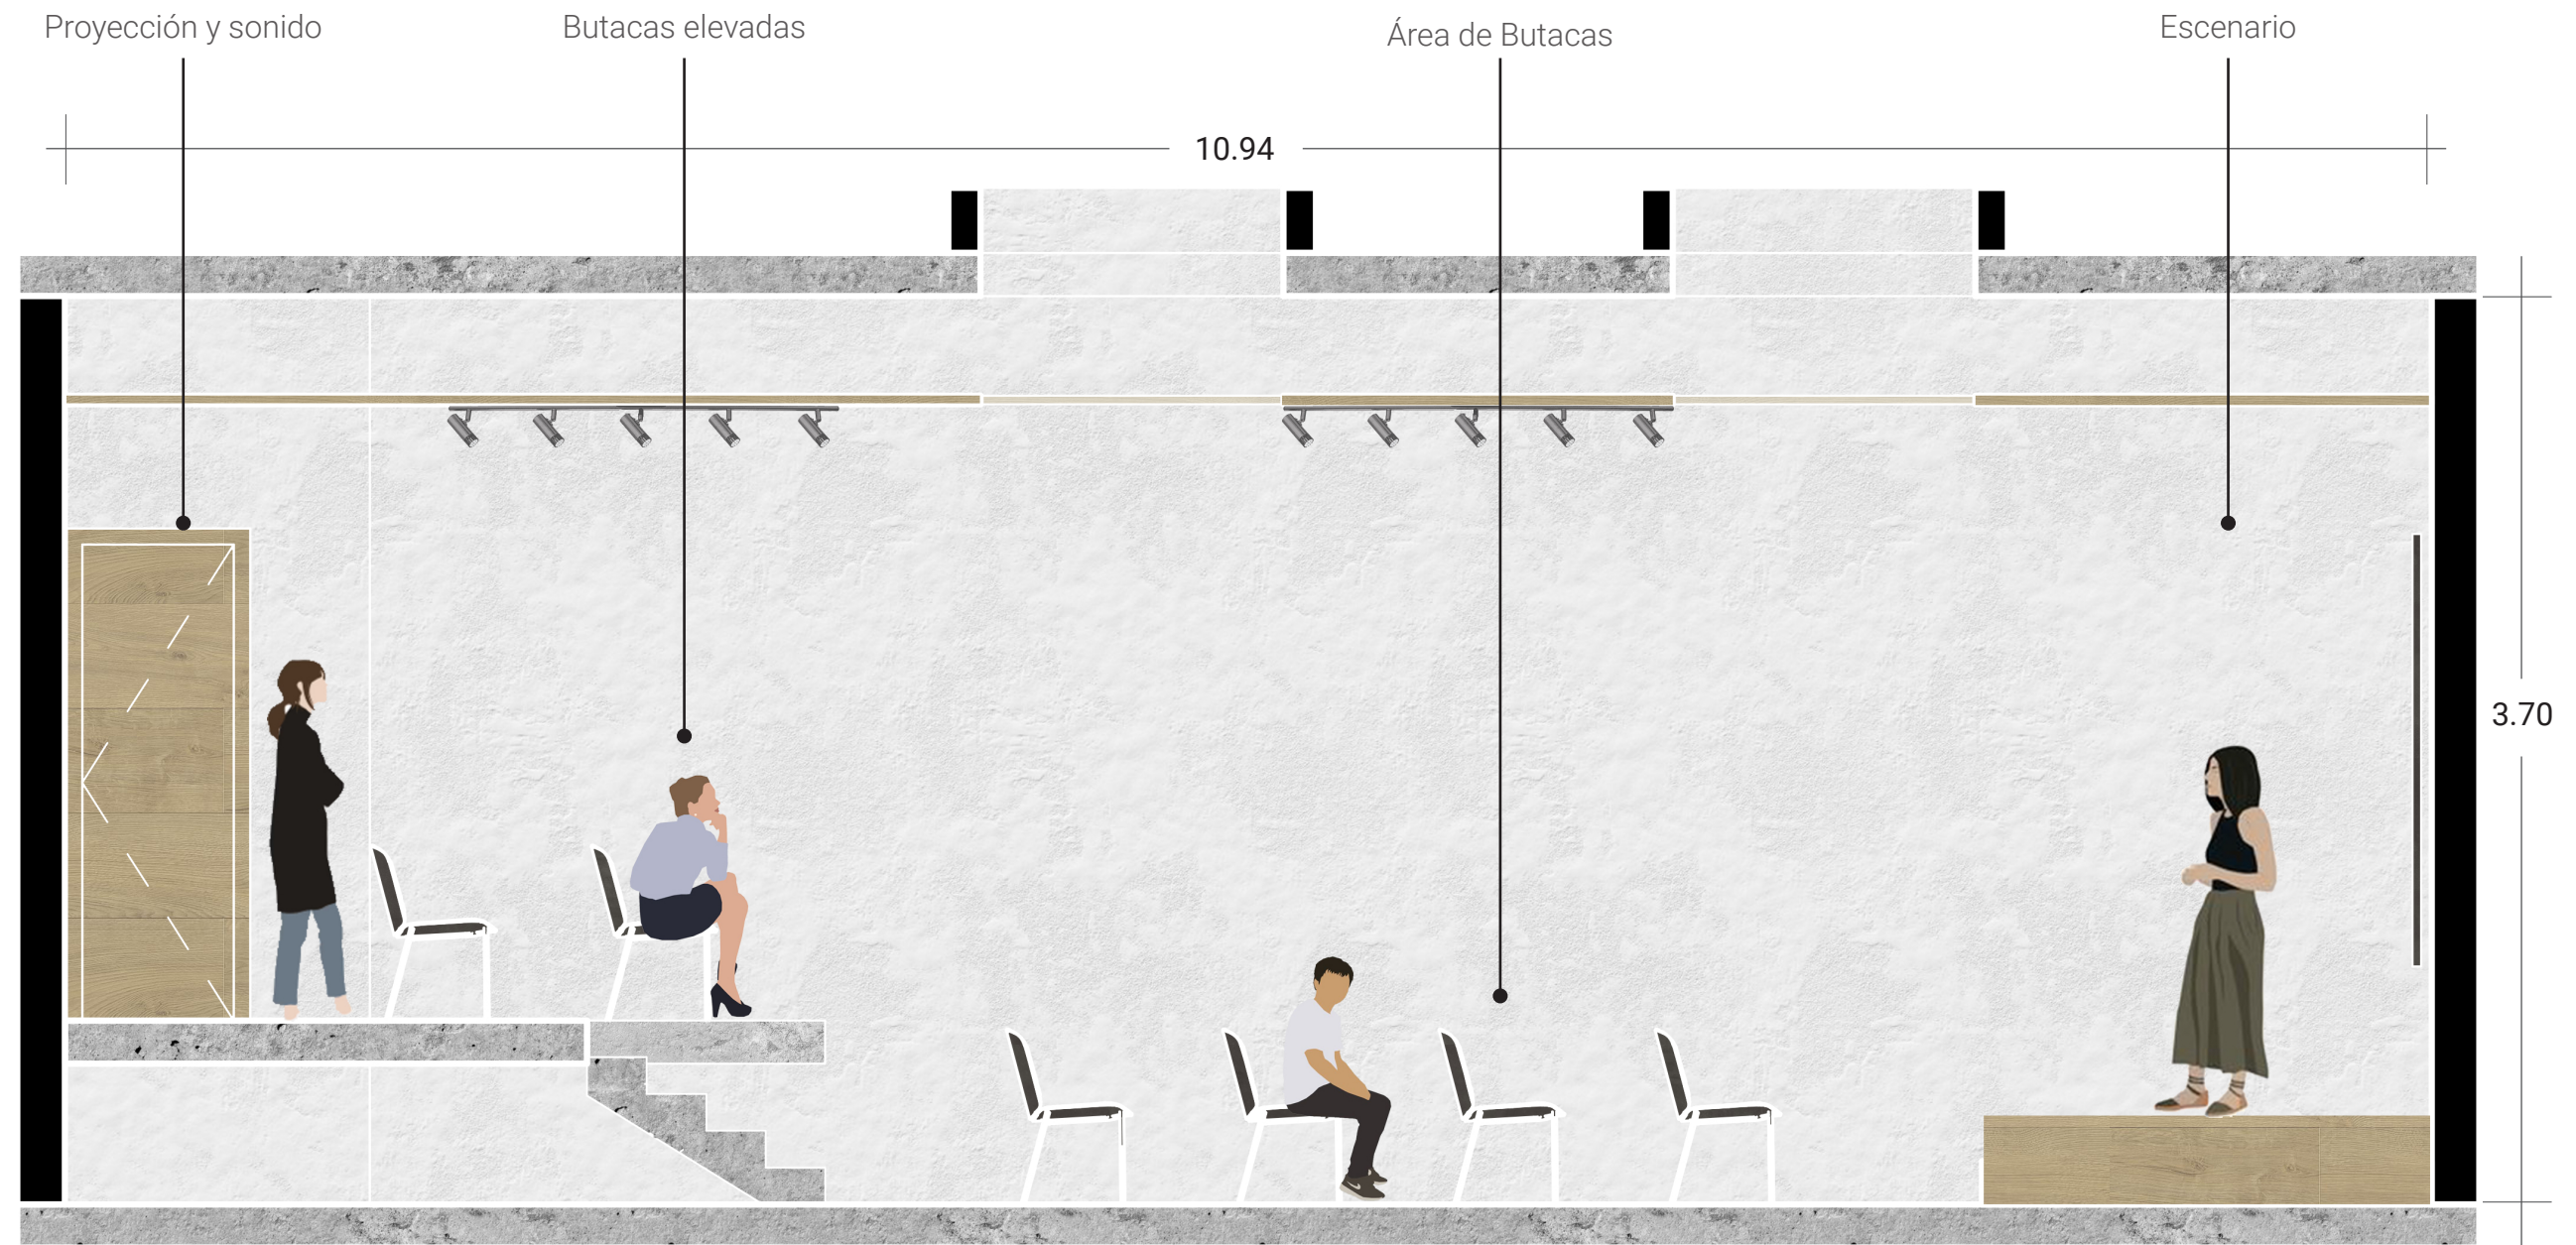 Proyección y sonido
Butacas elevadas
Área de Butacas
Escenario
10.94
3.70